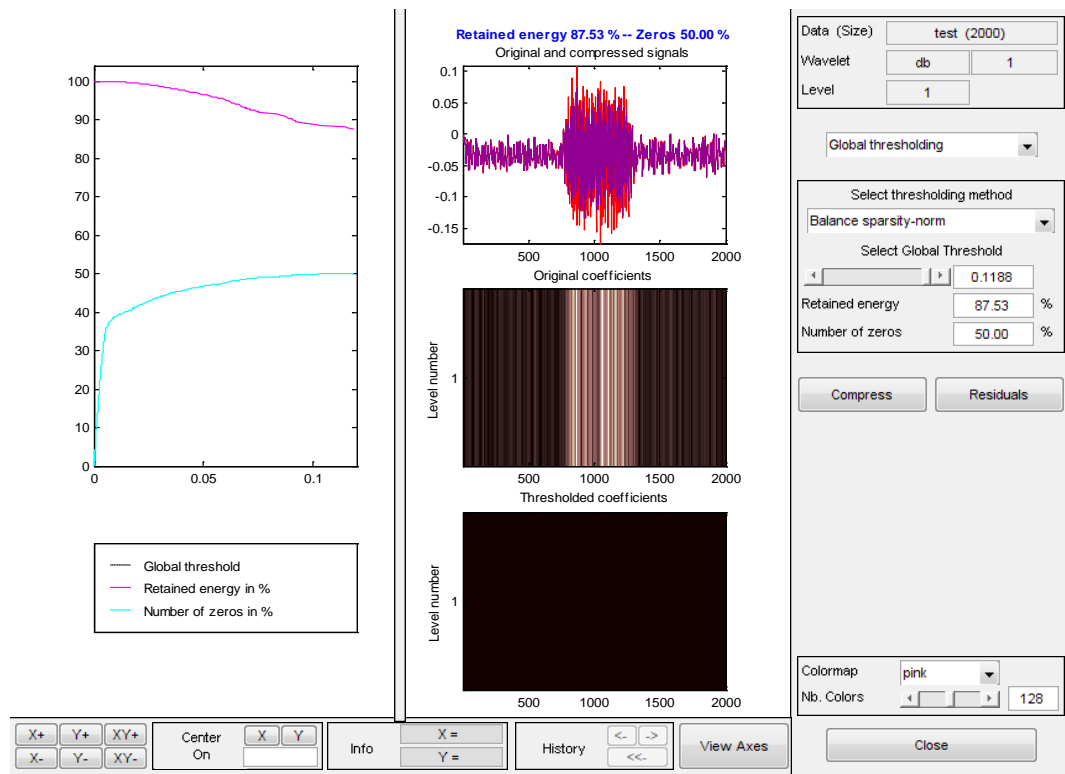 100
90
80
70
60
50
40
30
20
10
0
0 0.05 0.1
Global threshold
Retained energy in %
Number of zeros in %
Retained energy 87.53 % -- Zeros 50.00 %
Original and compressed signals
0.1
0.05
0
-0.05
-0.1
-0.15
500 1000 1500 2000
Original coefficients
Level number
1
500 1000 1500 2000
Thresholded coefficients
Level number
1
500 1000 1500 2000
Data (Size) test (2000)
Wavelet db 1
Level 1
Global thresholding
Select thresholding method
Balance sparsity-norm
Select Global Threshold
0.1188
Retained energy 87.53 %
Number of zeros 50.00 %
Compress Residuals
Colormap pink
Nb. Colors 128
Close
X+ Y+ XY+
X- Y- XY-
Center On X Y
Info X =
Y =
History <- ->
<<-
View Axes